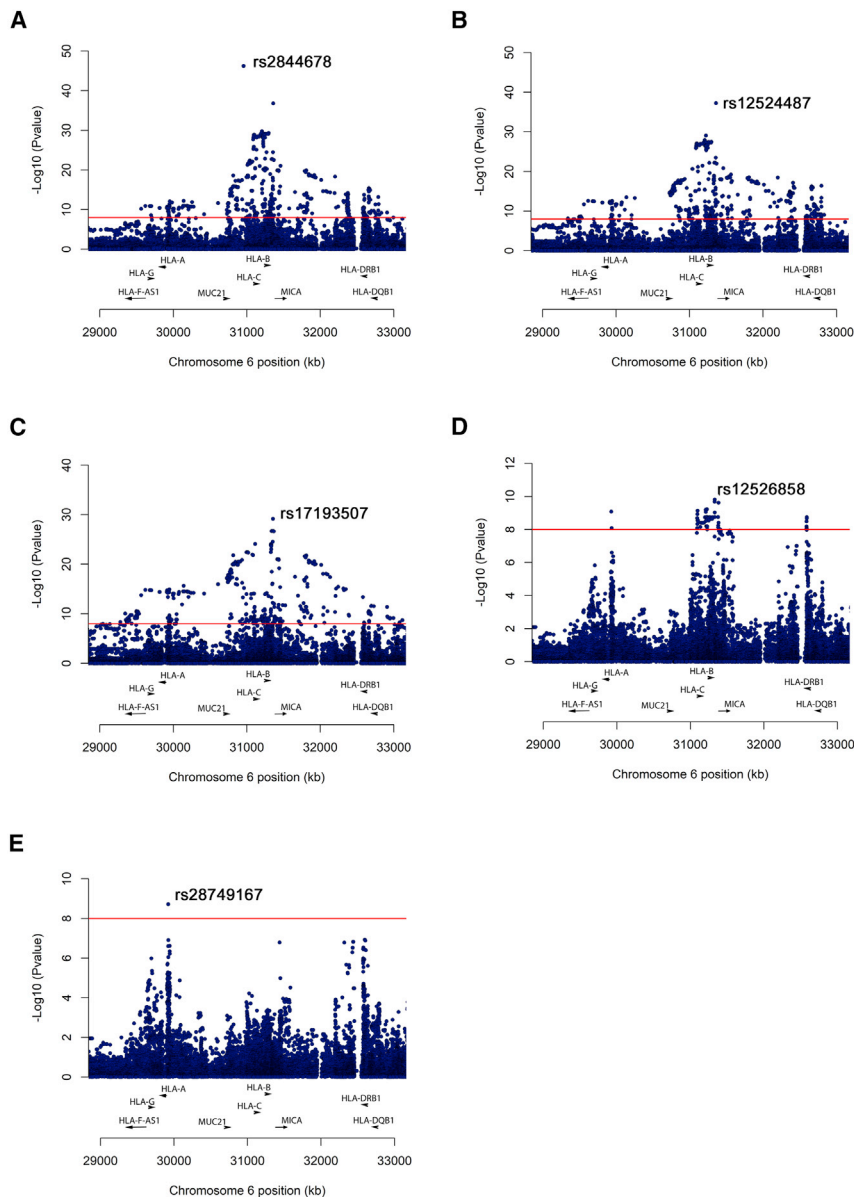 A
50
40
30
20
10
0
-Log10 (Pvalue)
rs2844678
HLA-B
HLA-A
HLA-DRB1
HLA-G
HLA-C
HLA-F-AS1
MUC21
MICA
HLA-DQB1
29000 30000 31000 32000 33000
Chromosome 6 position (kb)
B
50
40
30
20
10
0
-Log10 (Pvalue)
rs12524487
HLA-B
HLA-A
HLA-DRB1
HLA-G
HLA-C
HLA-F-AS1
MUC21
MICA
HLA-DQB1
29000 30000 31000 32000 33000
Chromosome 6 position (kb)
C
40
30
20
10
0
-Log10 (Pvalue)
rs17193507
HLA-B
HLA-A
HLA-DRB1
HLA-G
HLA-C
HLA-F-AS1
MUC21
MICA
HLA-DQB1
29000 30000 31000 32000 33000
Chromosome 6 position (kb)
D
12
10
8
6
4
2
0
-Log10 (Pvalue)
rs12526858
HLA-B
HLA-A
HLA-DRB1
HLA-G
HLA-C
HLA-F-AS1
MUC21
MICA
HLA-DQB1
29000 30000 31000 32000 33000
Chromosome 6 position (kb)
E
10
8
6
4
2
0
-Log10 (Pvalue)
rs28749167
HLA-B
HLA-A
HLA-DRB1
HLA-G
HLA-C
HLA-F-AS1
MUC21
MICA
HLA-DQB1
29000 30000 31000 32000 33000
Chromosome 6 position (kb)